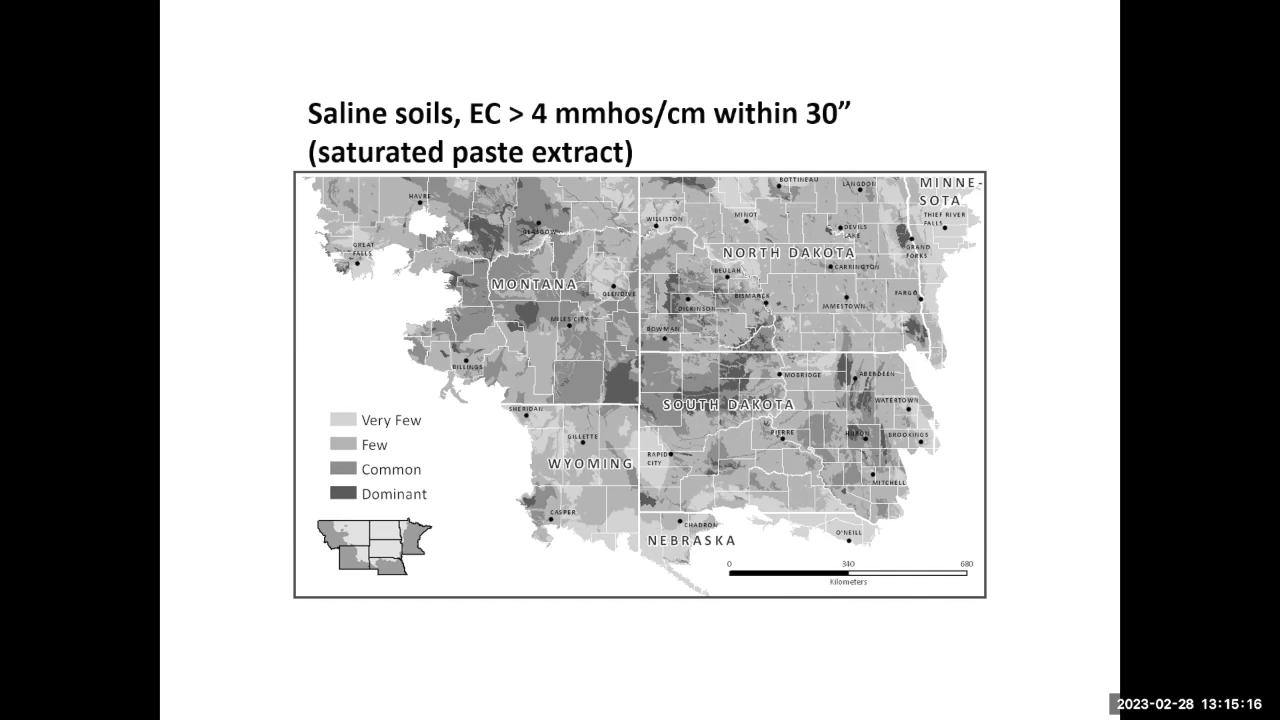 Saline soils, EC > 4 mmhos/cm within 30”
(saturated paste extract)
BOTTINEAU
LANGDON
MINNE-
SOTA
HAVRE
WILLISTON
MINOT
THIEF RIVER
FALLS
GLASGOW
DEVILS
LAKE
GREAT
FALLS
GRAND
FORKS
NORTH DAKOTA
BEULAH
CARRINGTON
MONTANA
GLENDIVE
BISMARCK
FARGO
DICKINSON
JAMESTOWN
MILES CITY
BOWMAN
BILLINGS
MOBRIDGE
ABERDEEN
SHERIDAN
SOUTH DAKOTA
WATERTOWN
Very Few
GILLETTE
PIERRE
HURON
BROOKINGS
Few
RAPID
CITY
WYOMING
Common
MITCHELL
Dominant
CASPER
CHADRON
O'NEILL
NEBRASKA
0 340 680
Kilometers
2023-02-28 13:15:16